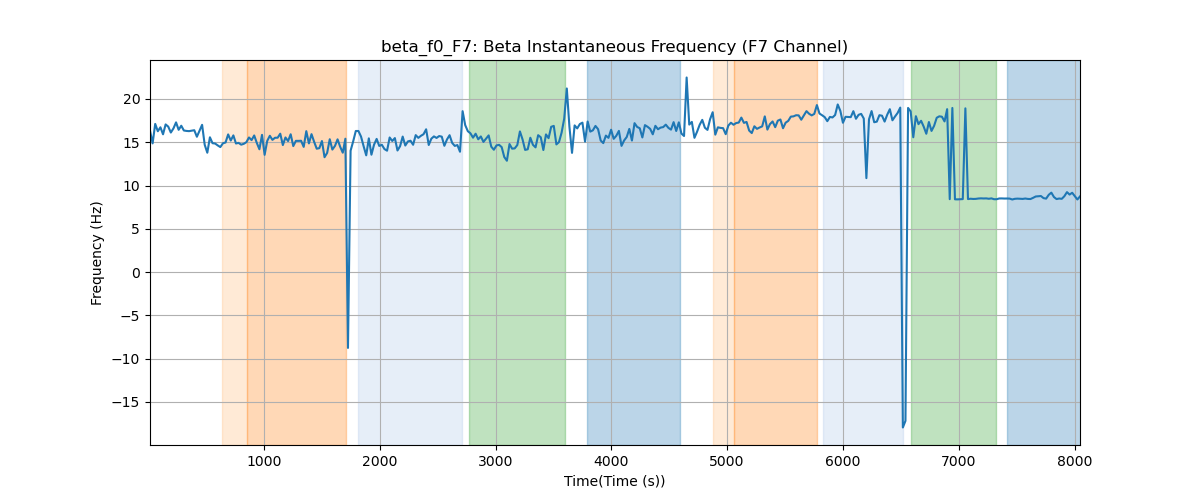 beta_f0_F7: Beta Instantaneous Frequency (F7 Channel)
Frequency (Hz)
20
15
10
5
0
−5
−10
−15
1000 2000 3000 4000 5000 6000 7000 8000
Time(Time (s))